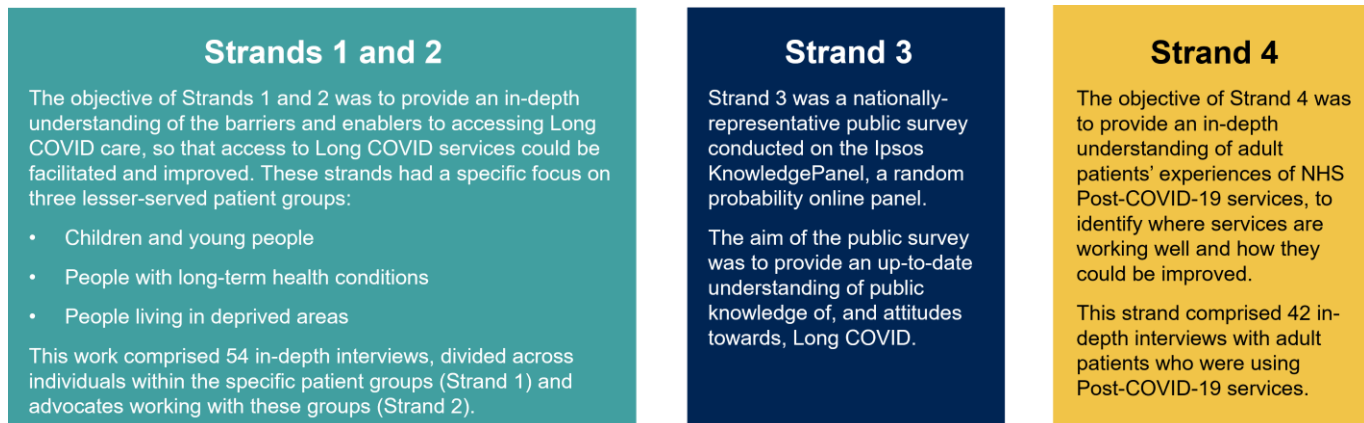 Strands 1 and 2
The objective of Strands 1 and 2 was to provide an in-depth
understanding of the barriers and enablers to accessing Long
COVID care, so that access to Long COVID services could be
facilitated and improved. These strands had a specific focus on
three lesser-served patient groups:
• Children and young people
• People with long-term health conditions
• People living in deprived areas
This work comprised 54 in-depth interviews, divided across
individuals within the specific patient groups (Strand 1) and
advocates working with these groups (Strand 2).
Strand 3
Strand 3 was a nationally-
representative public survey
conducted on the Ipsos
KnowledgePanel, a random
probability online panel.
The aim of the public survey
was to provide an up-to-date
understanding of public
knowledge of, and attitudes
towards, Long COVID.
Strand 4
The objective of Strand 4 was
to provide an in-depth
understanding of adult
patients’ experiences of NHS
Post-COVID-19 services, to
identify where services are
working well and how they
could be improved.
This strand comprised 42 in-
depth interviews with adult
patients who were using
Post-COVID-19 services.